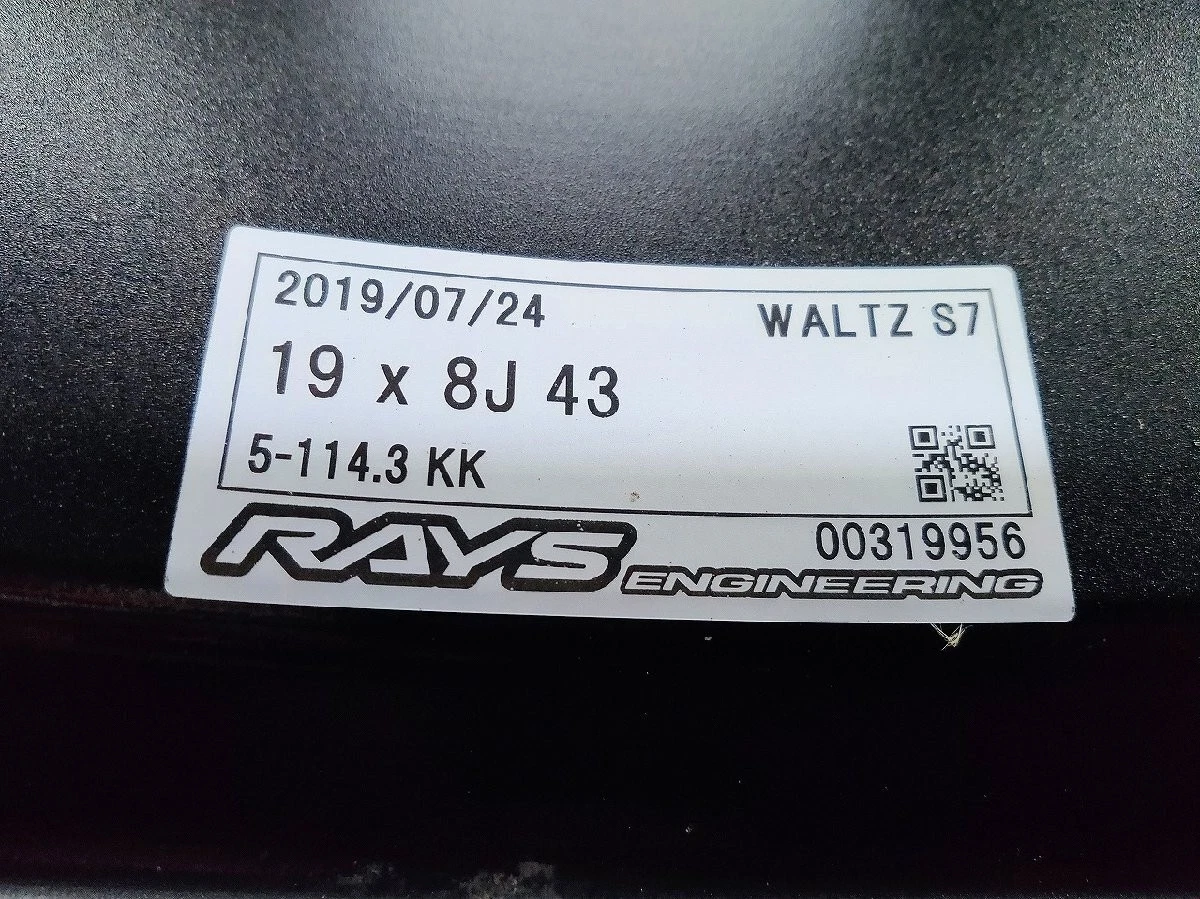 2019/07/24 WALTZ S7
19 x 8J 43
5-114.3 KK
00319956
RAYS ENGINEERING